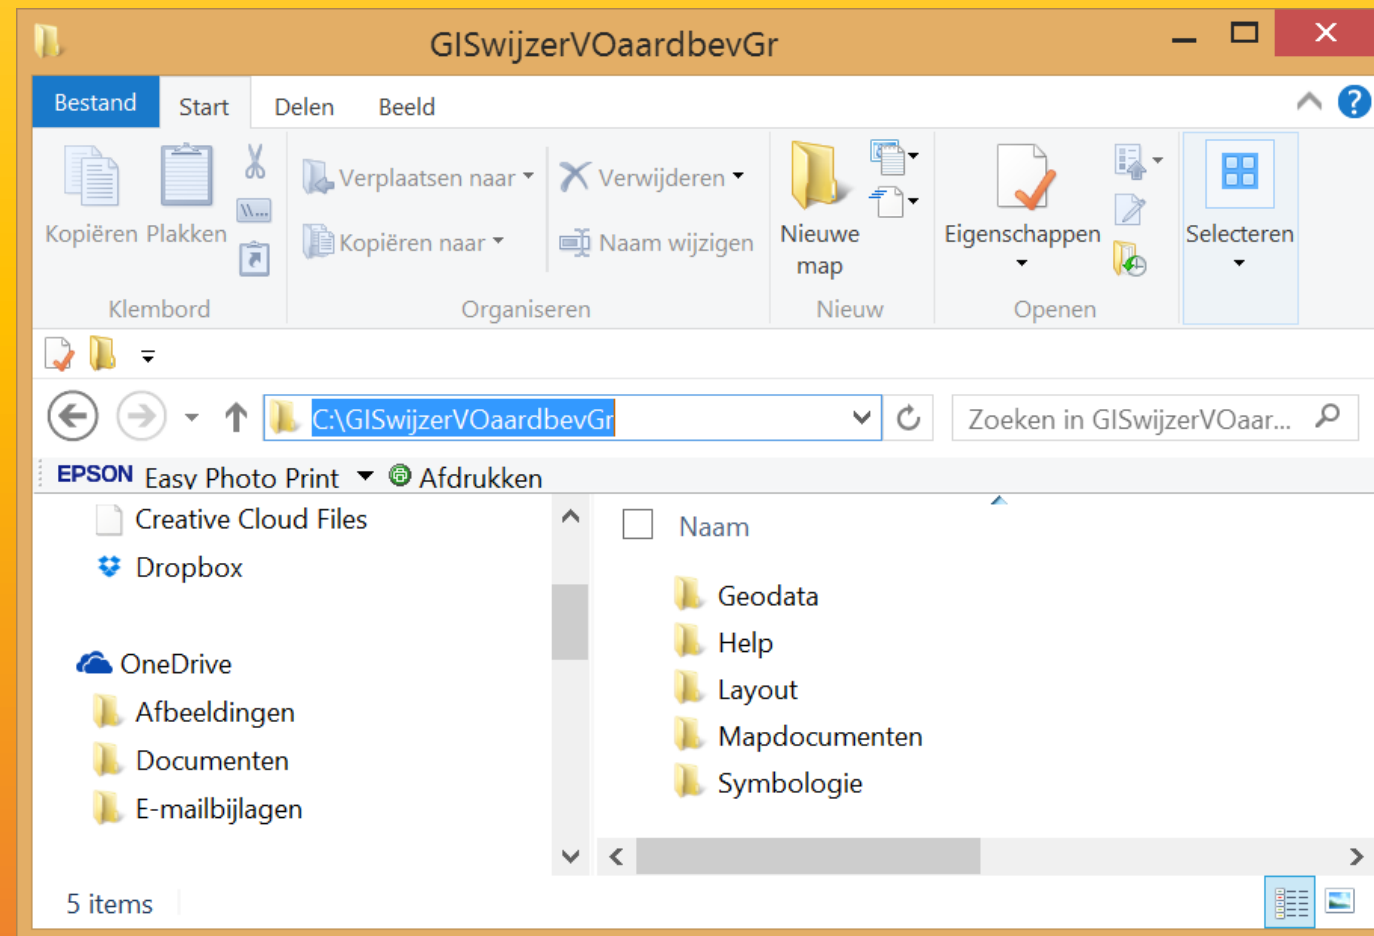 GISwijzerVOaardbevGr
Bestand Start Delen Beeld
Kopiëren Plakken
Verplaatsen naar
Kopiëren naar
Verwijderen
Naam wijzigen
Nieuwe
map
Eigenschappen
Selecteren
Klembord Organiseren Nieuw Openen
C:\GISwijzerVOaardbevGr
Zoeken in GISwijzerVOaar...
EPSON Easy Photo Print Afdrukken
Creative Cloud Files
Dropbox
OneDrive
Afbeeldingen
Documenten
E-mailbijlagen
Naam
Geodata
Help
Layout
Mapdocumenten
Symbologie
5 items